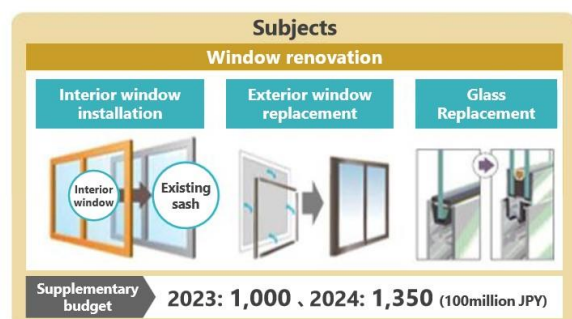 Subjects
Window renovation
Interior window
installation
Exterior window
replacement
Glass
Replacement
Interior
window
Existing
sash
Supplementary
budget
2023: 1,000 、2024: 1,350 (100million JPY)